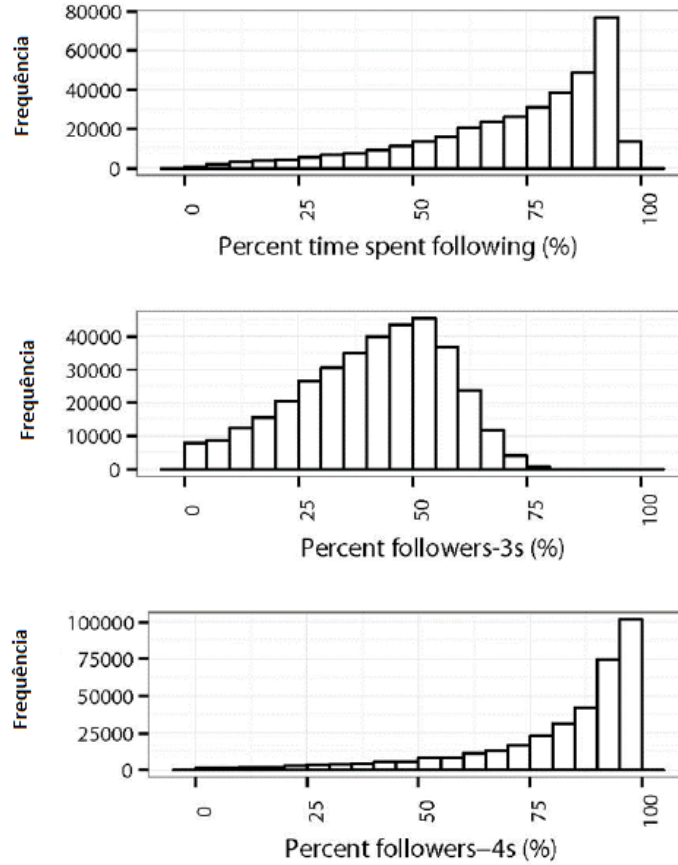 80000
60000
40000
20000
0
Frequência
0 25 50 75 100
Percent time spent following (%)
40000
30000
20000
10000
0
Frequência
0 25 50 75 100
Percent followers-3s (%)
100000
75000
50000
25000
0
Frequência
0 25 50 75 100
Percent followers–4s (%)